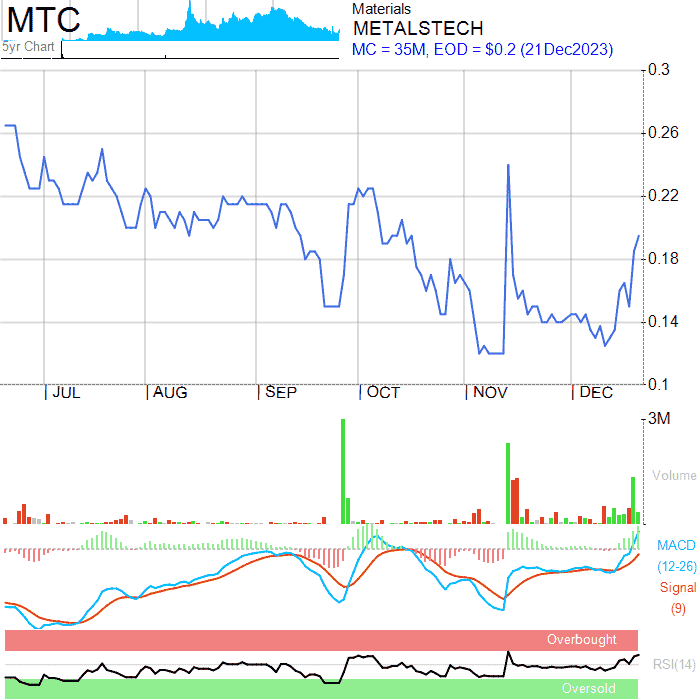 MTC
5yr Chart
Materials
METALSTECH
MC = 35M, EOD = $0.2 (21Dec2023)
0.3
0.26
0.22
0.18
0.14
0.1
JUL AUG SEP OCT NOV DEC
3M
Volume
MACD
(12-26)
Signal
(9)
Overbought
RSI(14)
Oversold